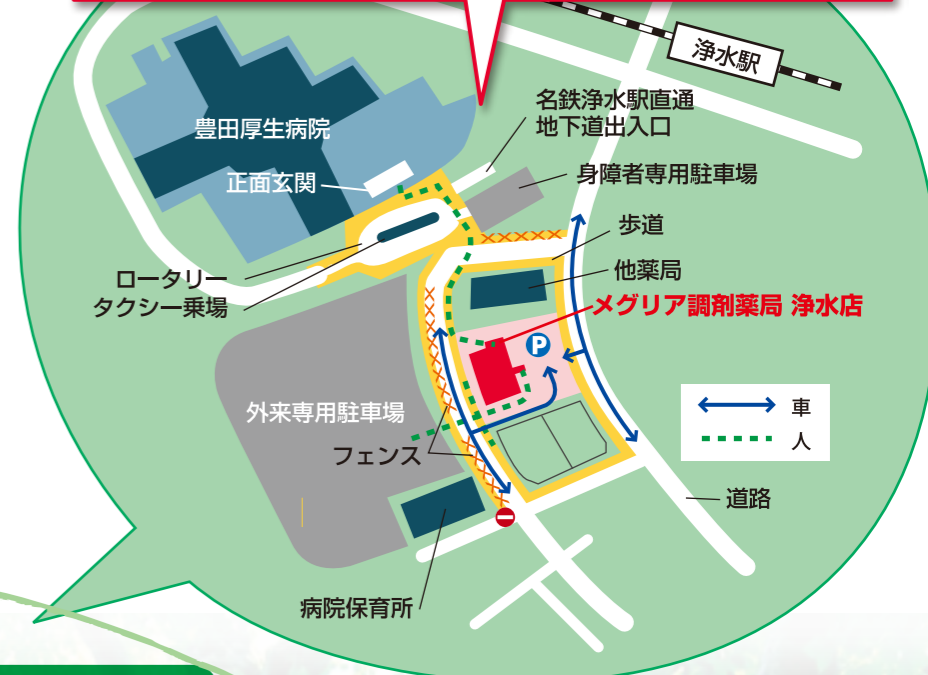 浄水駅
名鉄浄水駅直通
地下道出入口
豊田厚生病院
正面玄関
身障者専用駐車場
歩道
他薬局
ロータリー
タクシー乗場
メグリア調剤薬局 浄水店
P
外来専用駐車場
車
人
フェンス
道路
病院保育所